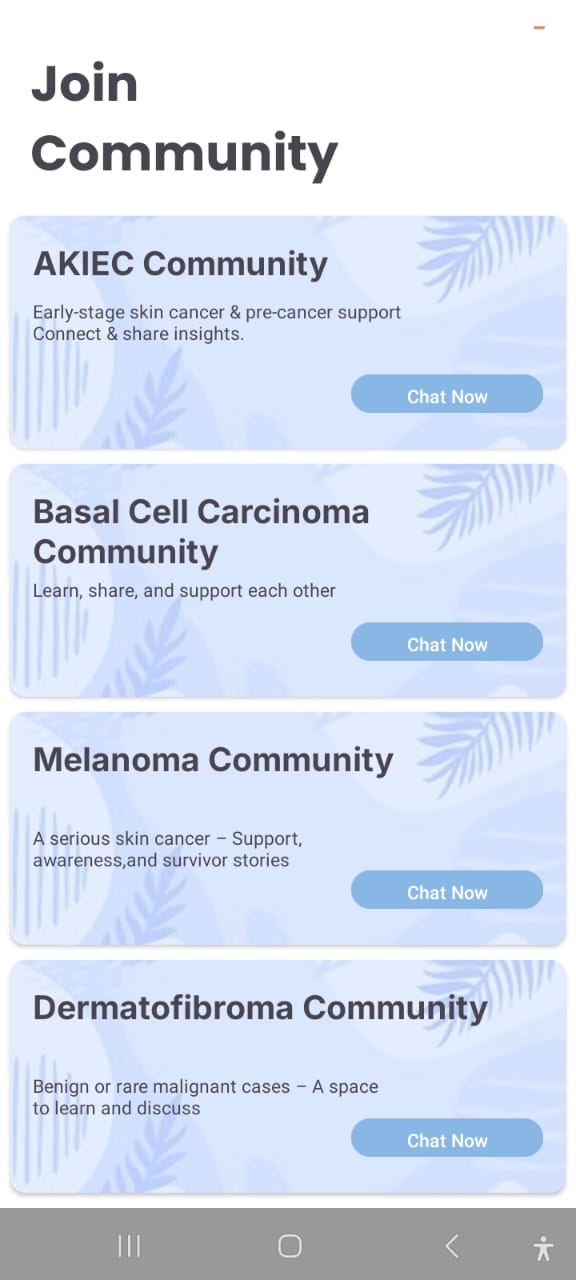 Join
Community
AKIEC Community
Early-stage skin cancer & pre-cancer support
Connect & share insights.
Chat Now
Basal Cell Carcinoma
Community
Learn, share, and support each other
Chat Now
Melanoma Community
A serious skin cancer – Support,
awareness,and survivor stories
Chat Now
Dermatofibroma Community
Benign or rare malignant cases – A space
to learn and discuss
Chat Now